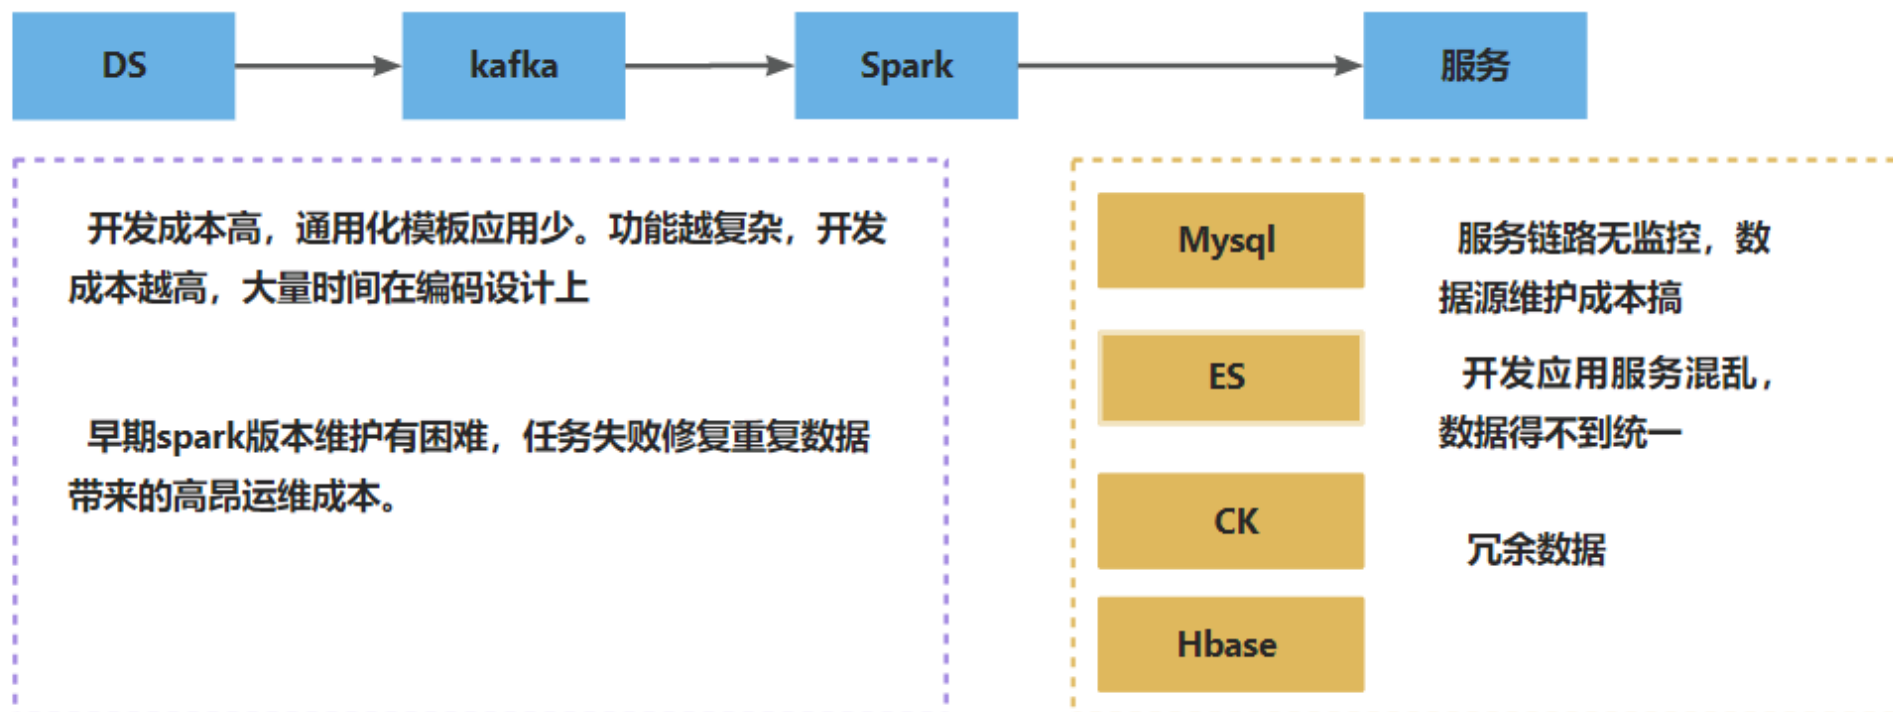 DS
kafka
Spark
服务
开发成本高，通用化模板应用少。功能越复杂，开发
成本越高，大量时间在编码设计上
早期spark版本维护有困难，任务失败修复重复数据
带来的高昂运维成本。
Mysql
ES
CK
Hbase
服务链路无监控，数
据源维护成本搞
开发应用服务混乱，
数据得不到统一
冗余数据